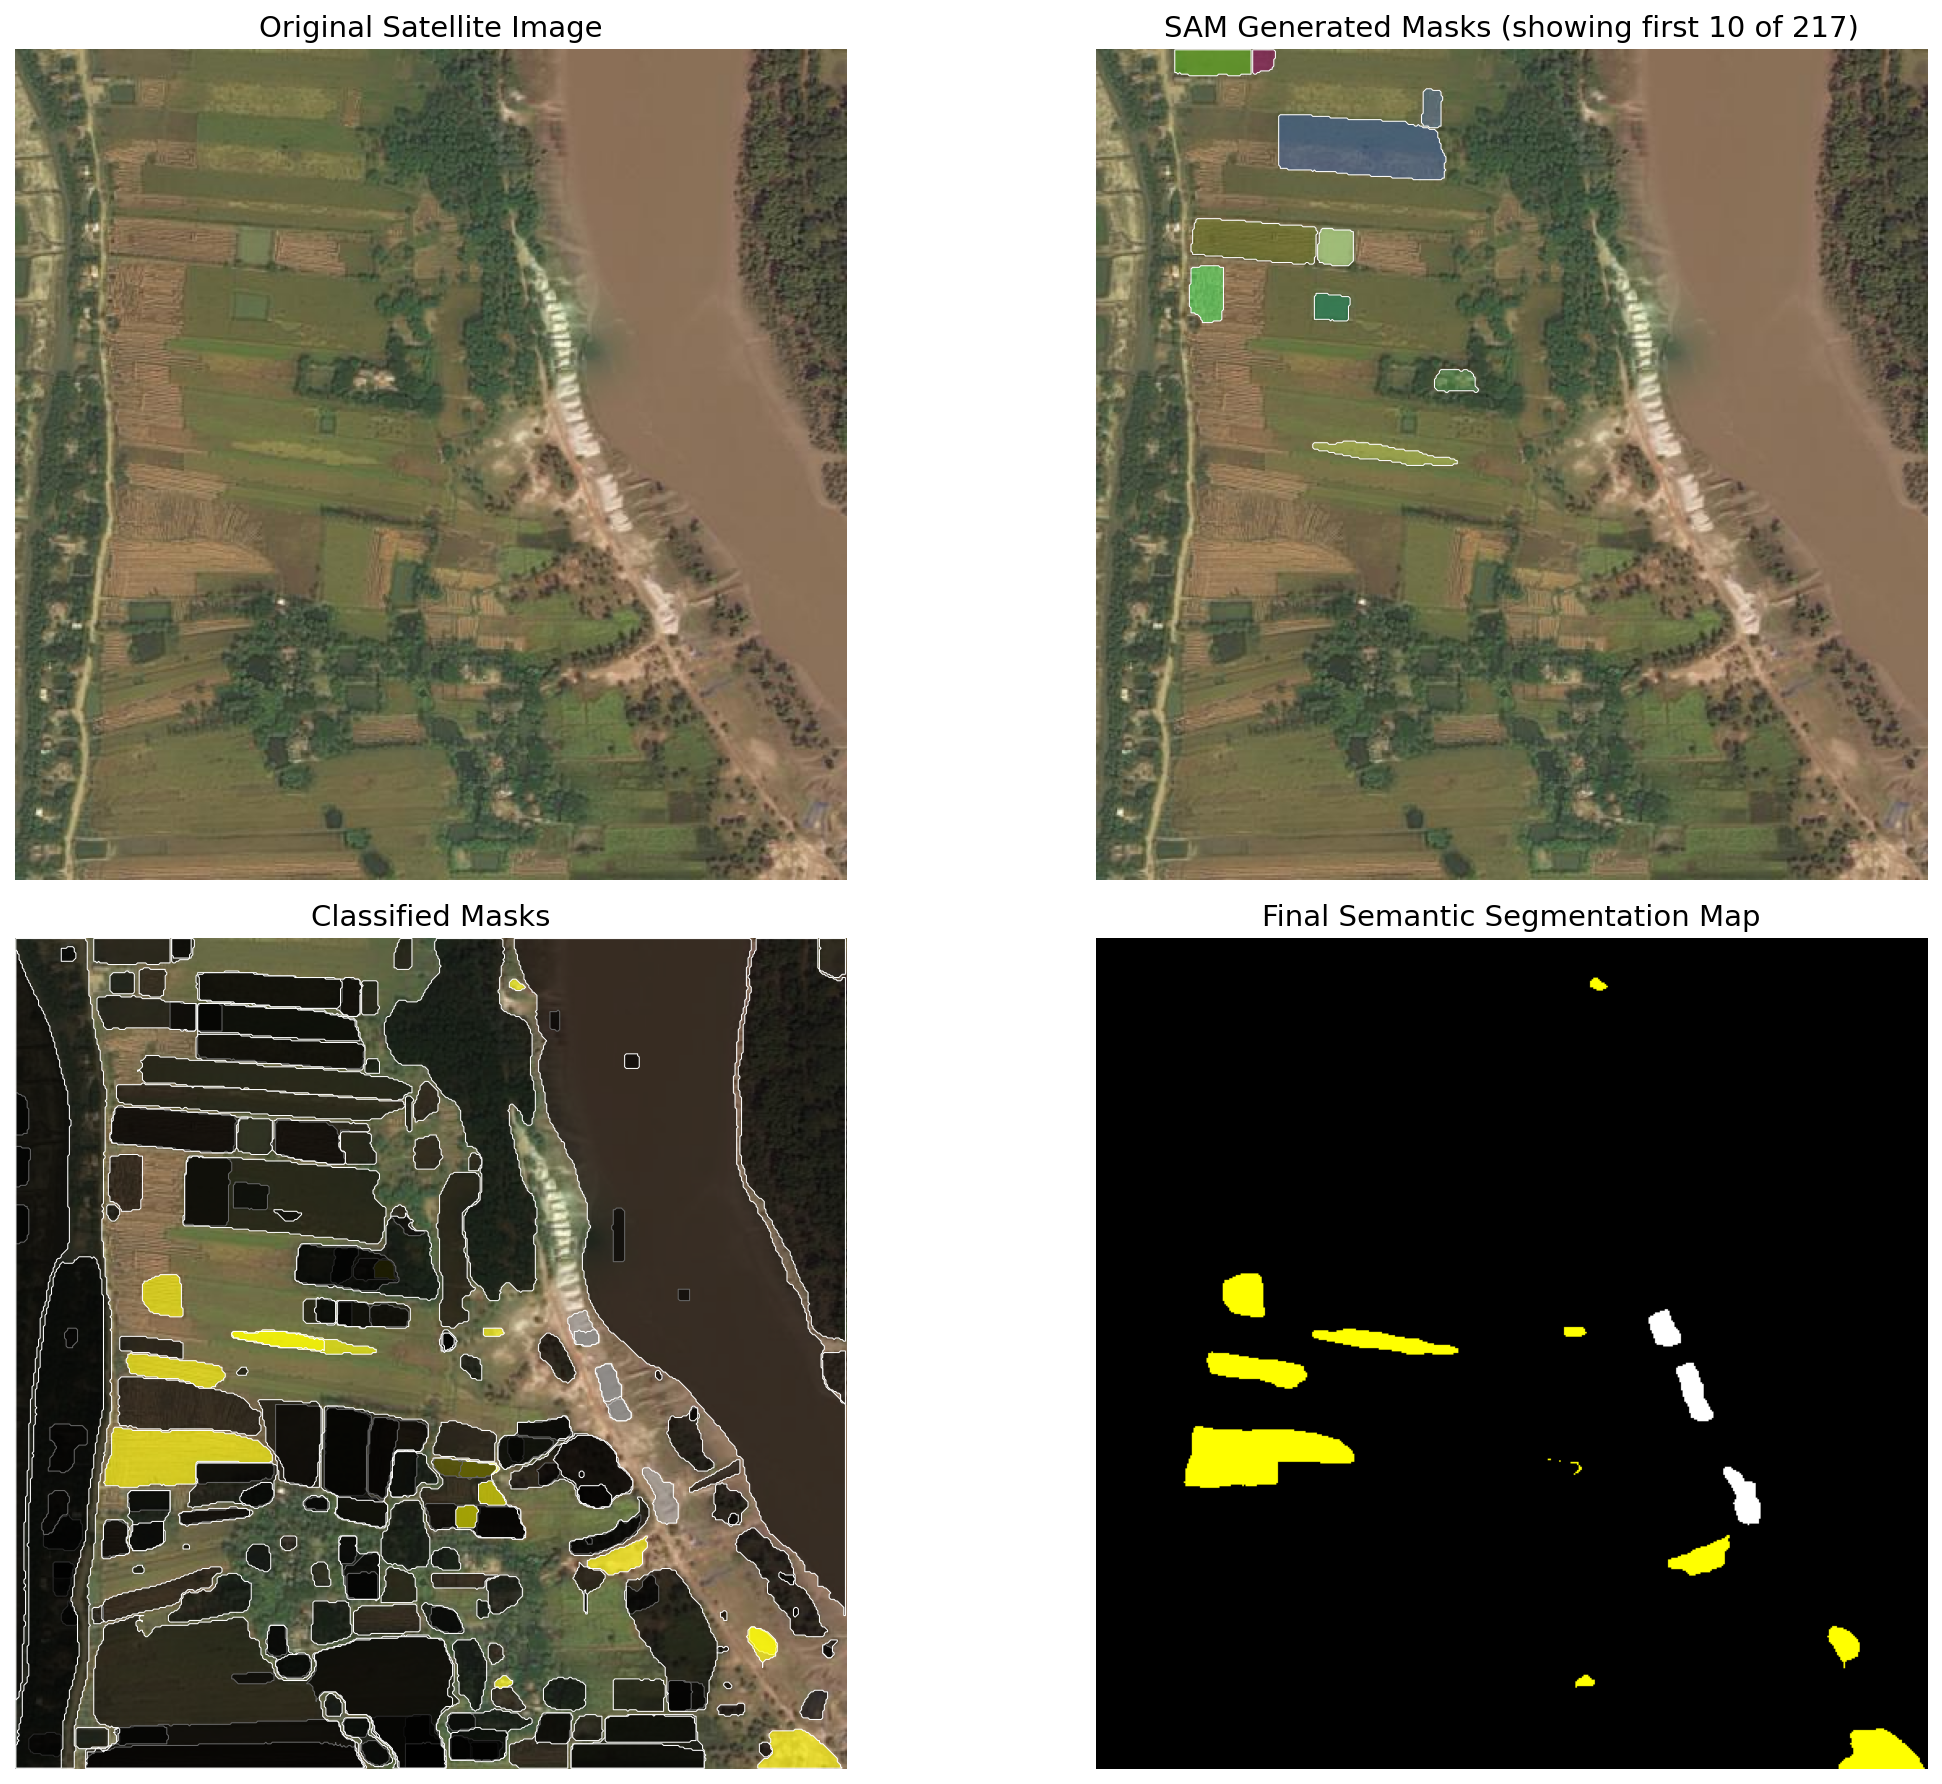 Original Satellite Image
SAM Generated Masks (showing first 10 of 217)
Classified Masks
Final Semantic Segmentation Map